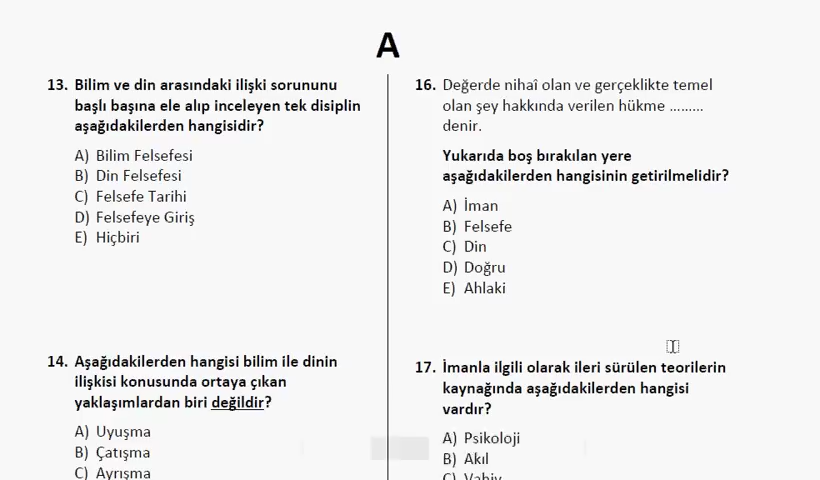 A
13. Bilim ve din arasındaki ilişki sorununu
başlı başına ele alıp inceleyen tek disiplin
aşağıdakilerden hangisidir?
A) Bilim Felsefesi
B) Din Felsefesi
C) Felsefe Tarihi
D) Felsefeye Giriş
E) Hiçbiri
14. Aşağıdakilerden hangisi bilim ile dinin
ilişkisi konusunda ortaya çıkan
yaklaşımlardan biri değildir?
A) Uyuşma
B) Çatışma
C) Ayrışma
16. Değerde nihaî olan ve gerçeklikte temel
olan şey hakkında verilen hükme .........
denir.
Yukarıda boş bırakılan yere
aşağıdakilerden hangisinin getirilmelidir?
A) İman
B) Felsefe
C) Din
D) Doğru
E) Ahlaki
17. İmanla ilgili olarak ileri sürülen teorilerin
kaynağında aşağıdakilerden hangisi
vardır?
A) Psikoloji
B) Akıl
C) Vahiy